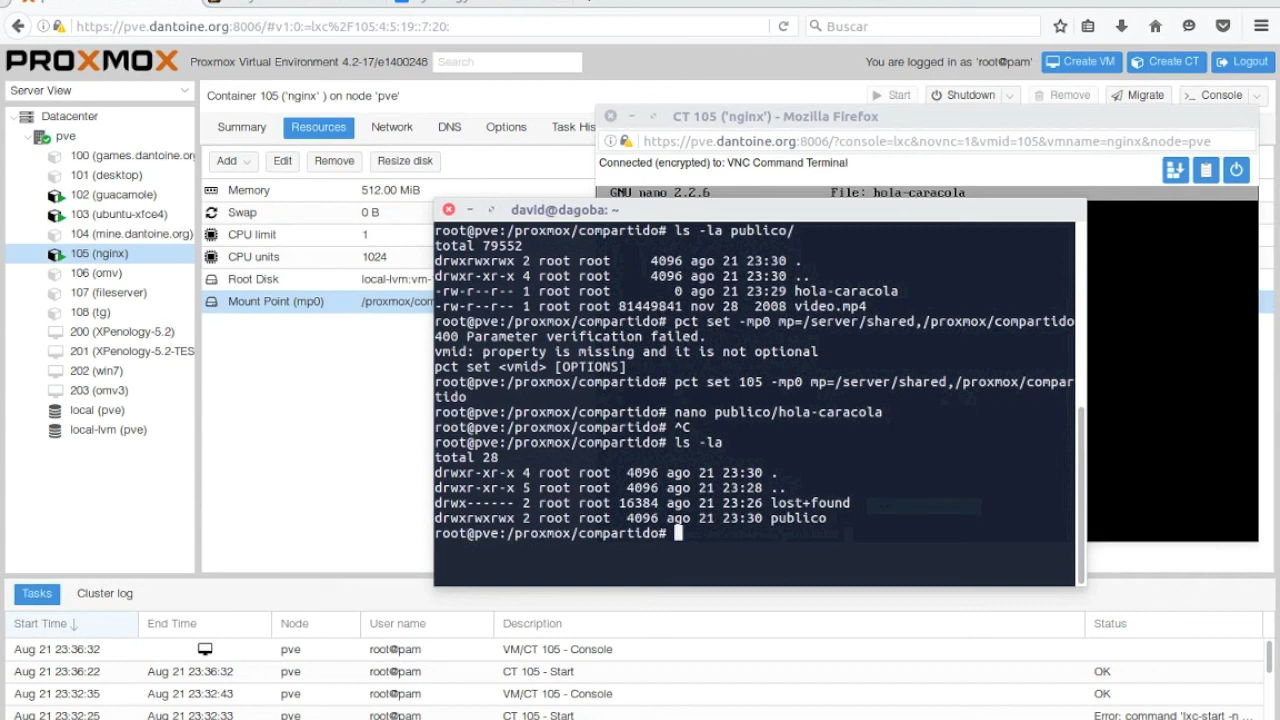 https://pve.dantoine.org:8006/#v1:0:=lxc%2F105:4:5:19::7:20:
Buscar
PROXMOX Proxmox Virtual Environment 4.2-17/e1400248 Search You are logged in as 'root@pam' Create VM Create CT Logout
Server View
Datacenter
pve
100 (games.dantoine.org
101 (desktop)
102 (guacamole)
103 (ubuntu-xfce4)
104 (mine.dantoine.org)
105 (nginx)
106 (omv)
107 (fileserver)
108 (tg)
200 (XPenology-5.2)
201 (XPenology-5.2-TES
202 (win7)
203 (omv3)
local (pve)
local-lvm (pve)
Container 105 ('nginx' ) on node 'pve'
Start Shutdown Remove Migrate >_ Console
Summary Resources Network DNS Options Task His
Add Edit Remove Resize disk
Memory 512.00 MiB
Swap 0 B
CPU limit 1
CPU units 1024
Root Disk local-lvm:vm-
Mount Point (mp0) /proxmox/com
CT 105 ('nginx') - Mozilla Firefox
https://pve.dantoine.org:8006/?console=lxc&novnc=1&vmid=105&vmname=nginx&node=pve
Connected (encrypted) to: VNC Command Terminal
GNU nano 2.2.6 File: hola-caracola
david@dagoba: ~
root@pve:/proxmox/compartido# ls -la publico/
total 79552
drwxrwxrwx 2 root root 4096 ago 21 23:30 .
drwxr-xr-x 4 root root 4096 ago 21 23:30 ..
-rw-r--r-- 1 root root 0 ago 21 23:29 hola-caracola
-rw-r--r-- 1 root root 81449841 nov 28 2008 video.mp4
root@pve:/proxmox/compartido# pct set -mp0 mp=/server/shared,/proxmox/compartido
400 Parameter verification failed.
vmid: property is missing and it is not optional
pct set <vmid> [OPTIONS]
root@pve:/proxmox/compartido# pct set 105 -mp0 mp=/server/shared,/proxmox/compar
tido
root@pve:/proxmox/compartido# nano publico/hola-caracola
root@pve:/proxmox/compartido# ^C
root@pve:/proxmox/compartido# ls -la
total 28
drwxr-xr-x 4 root root 4096 ago 21 23:30 .
drwxr-xr-x 5 root root 4096 ago 21 23:28 ..
drwx------ 2 root root 16384 ago 21 23:26 lost+found
drwxrwxrwx 2 root root 4096 ago 21 23:30 publico
root@pve:/proxmox/compartido#
Tasks Cluster log
Start Time End Time Node User name Description Status
Aug 21 23:36:32 pve root@pam VM/CT 105 - Console
Aug 21 23:36:22 Aug 21 23:36:32 pve root@pam CT 105 - Start OK
Aug 21 23:32:35 Aug 21 23:32:43 pve root@pam VM/CT 105 - Console OK
Aug 21 23:32:25 Aug 21 23:32:33 pve root@pam CT 105 - Start Error: command 'lxc-start -n ...